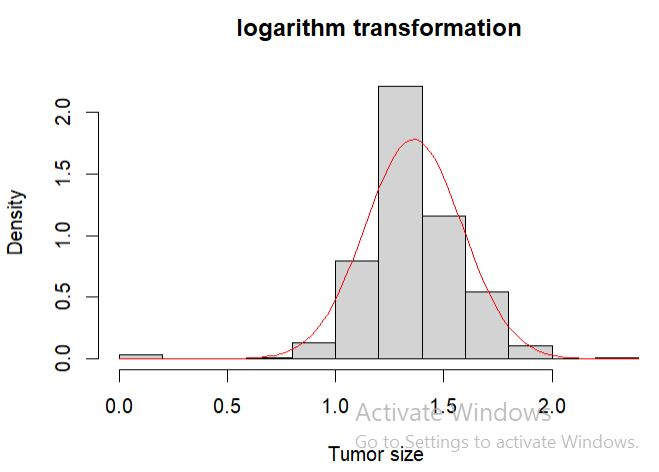 logarithm transformation
Density
0.0 0.5 1.0 1.5 2.0
0.0 0.5 1.0 1.5 2.0
Activate Windows
Go to Settings to activate Windows.
Tumor size